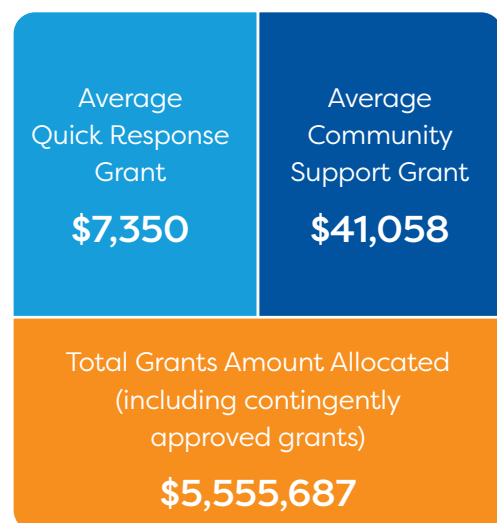 Average
Quick Response
Grant
$7,350
Average
Community
Support Grant
$41,058
Total Grants Amount Allocated
(including contingently
approved grants)
$5,555,687